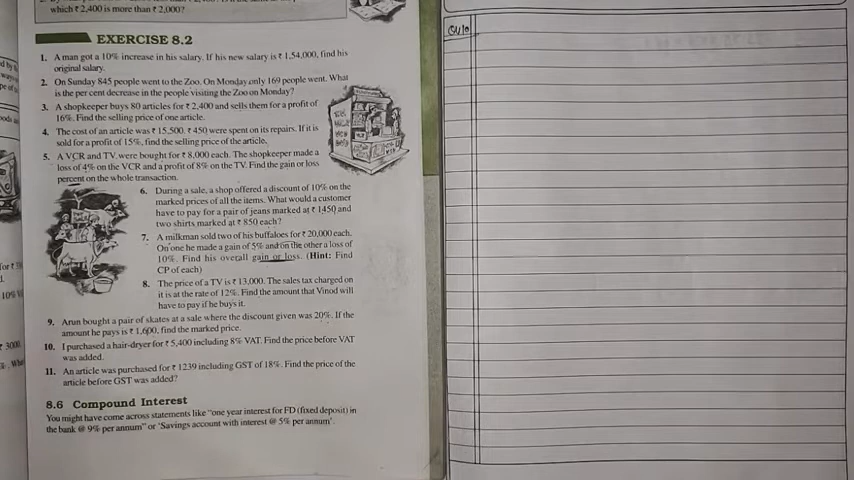 which ₹ 2,400 is more than ₹ 2,000?
EXERCISE 8.2
1. A man got a 10% increase in his salary. If his new salary is ₹ 1,54,000, find his
original salary.
2. On Sunday 845 people went to the Zoo. On Monday only 169 people went. What
is the per cent decrease in the people visiting the Zoo on Monday?
3. A shopkeeper buys 80 articles for ₹ 2,400 and sells them for a profit of
16%. Find the selling price of one article.
4. The cost of an article was ₹ 15,500. ₹ 450 were spent on its repairs. If it is
sold for a profit of 15%, find the selling price of the article.
5. A VCR and TV were bought for ₹ 8,000 each. The shopkeeper made a
loss of 4% on the VCR and a profit of 8% on the TV. Find the gain or loss
percent on the whole transaction.
6. During a sale, a shop offered a discount of 10% on the
marked prices of all the items. What would a customer
have to pay for a pair of jeans marked at ₹ 1450 and
two shirts marked at ₹ 850 each?
7. A milkman sold two of his buffaloes for ₹ 20,000 each.
On one he made a gain of 5% and on the other a loss of
10%. Find his overall gain or loss. (Hint: Find
CP of each)
8. The price of a TV is ₹ 13,000. The sales tax charged on
it is at the rate of 12%. Find the amount that Vinod will
have to pay if he buys it.
9. Arun bought a pair of skates at a sale where the discount given was 20%. If the
amount he pays is ₹ 1,600, find the marked price.
10. I purchased a hair-dryer for ₹ 5,400 including 8% VAT. Find the price before VAT
was added.
11. An article was purchased for ₹ 1239 including GST of 18%. Find the price of the
article before GST was added?
8.6 Compound Interest
You might have come across statements like "one year interest for FD (fixed deposit) in
the bank @ 9% per annum" or 'Savings account with interest @ 5% per annum'.
10%
₹ 3000